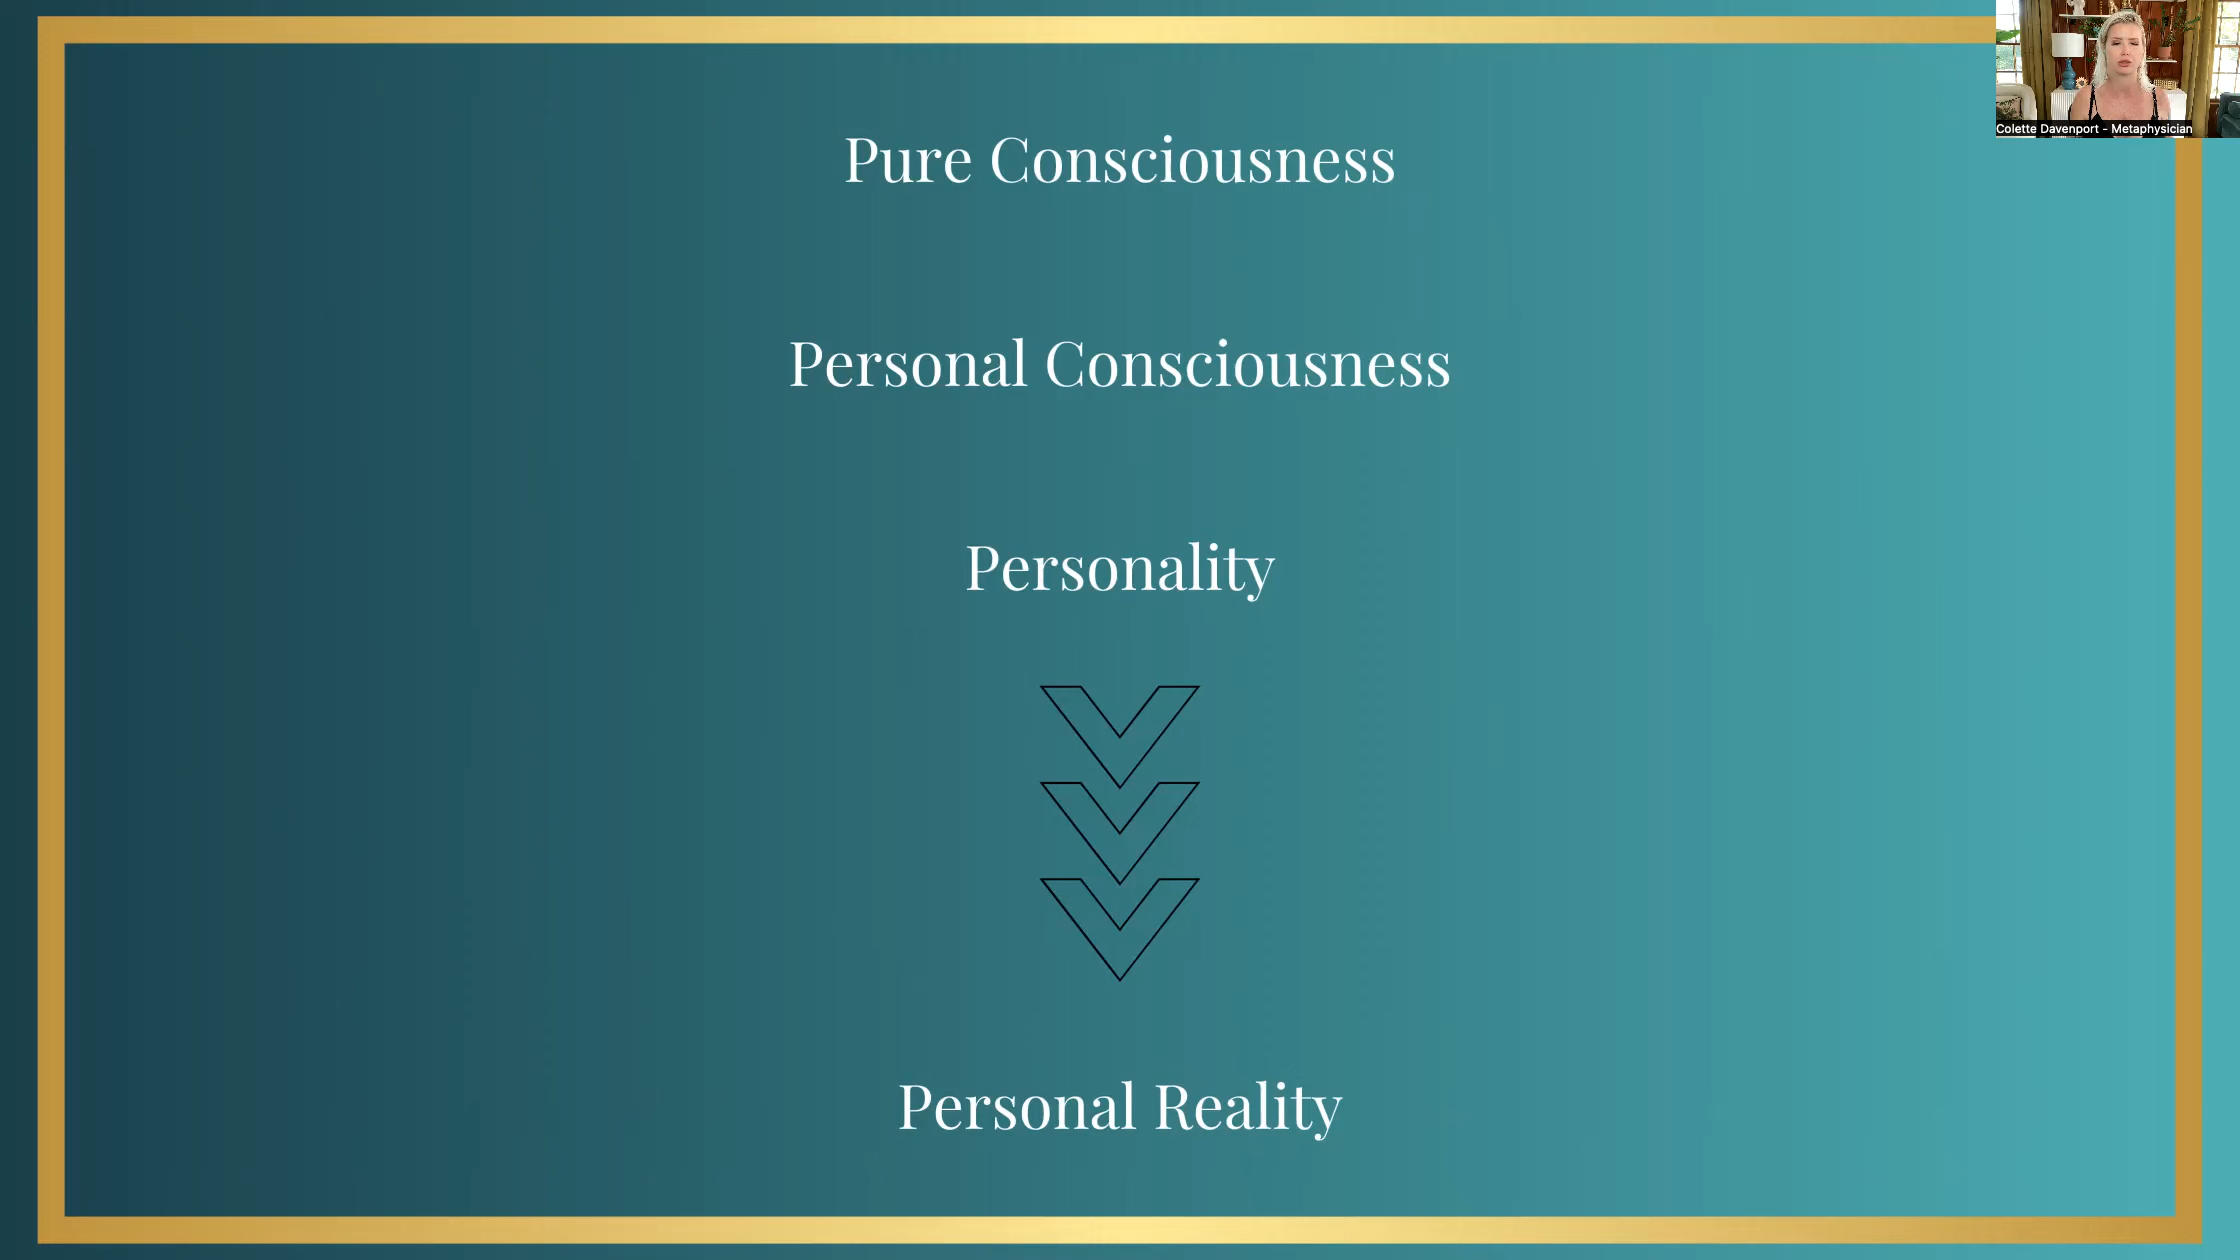 Colette Davenport - Metaphysician
Pure Consciousness
Personal Consciousness
Personality
Personal Reality